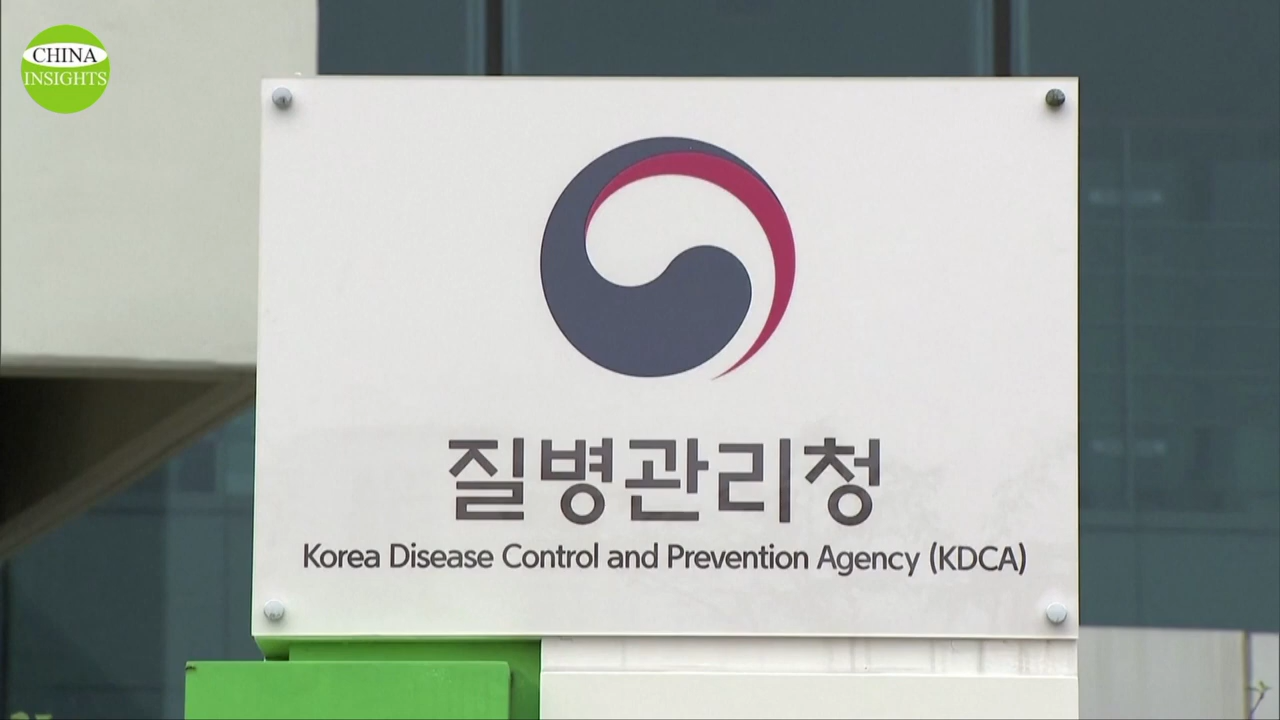 CHINA
INSIGHTS
질병관리청
Korea Disease Control and Prevention Agency (KDCA)